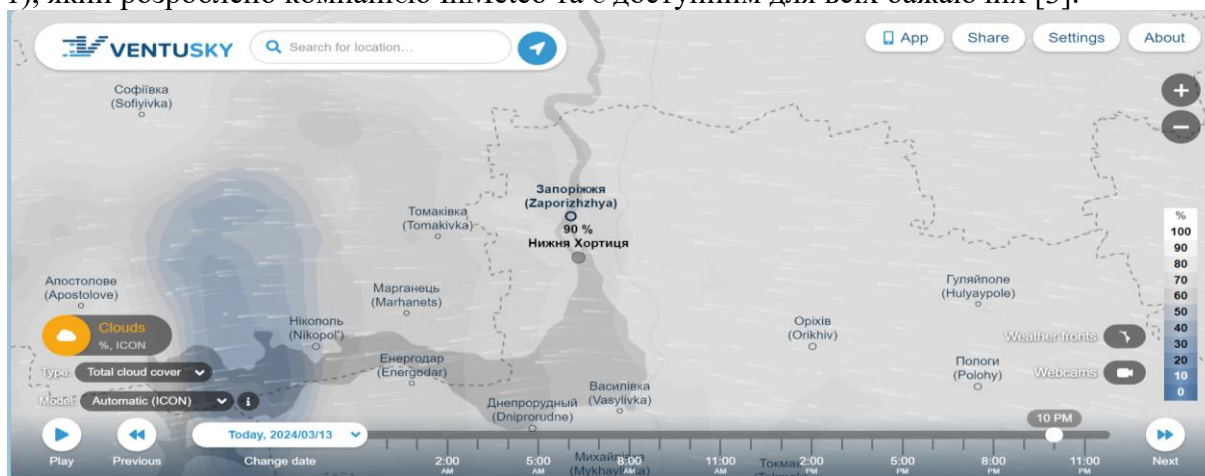 який розроблено компанією InMeteo та є доступним для всіх бажаючих [5].
VENTUSKY
Search for location...
App
Share
Settings
About
Софіївка
(Sofiyivka)
Запоріжжя
(Zaporizhzhya)
90 %
Нижня Хортиця
Томаківка
(Tomakivka)
%
100
90
80
70
60
50
40
30
20
10
0
Апостолове
(Apostolove)
Марганець
(Marhanets)
Гуляйполе
(Hulyaypole)
Нікополь
(Nikopol')
Оріхів
(Orikhiv)
Clouds
%, ICON
Weather fronts
Енергодар
(Energodar)
Пологи
(Polohy)
Webcams
Type:
Total cloud cover
Василівка
(Vasylivka)
Model:
Automatic (ICON)
i
Днепрорудный
(Dniprorudne)
10 PM
Today, 2024/03/13
Play
Previous
Change date
2:00
AM
5:00
AM
8:00
AM
11:00
AM
2:00
PM
5:00
PM
8:00
PM
11:00
PM
Next